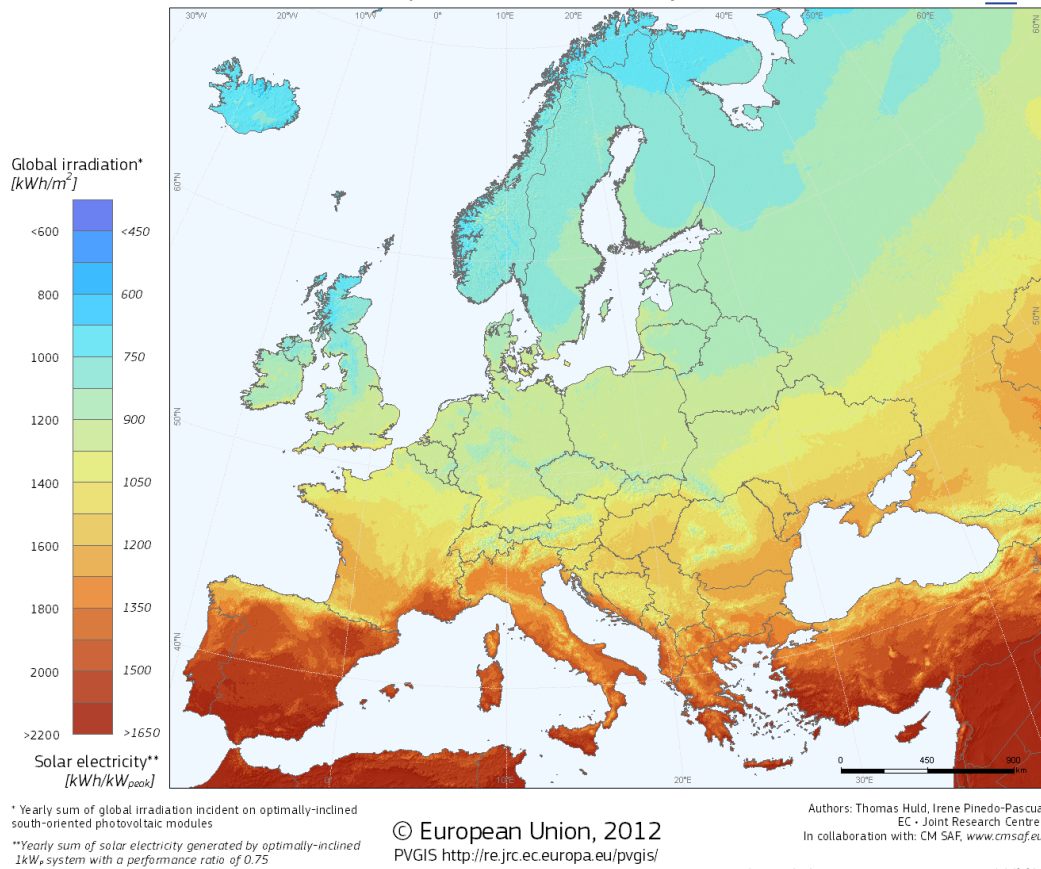 30°W
20°W
10°W
0°
10°E
20°E
30°E
40°E
50°E
60°E
60°N
60°N
50°N
50°N
40°N
0°
10°E
20°E
30°E
Global irradiation*
[kWh/m²]
<600 <450
800 600
1000 750
1200 900
1400 1050
1600 1200
1800 1350
2000 1500
>2200 >1650
Solar electricity**
[kWh/kWpeak]
0 450 900
km
* Yearly sum of global irradiation incident on optimally-inclined
south-oriented photovoltaic modules
**Yearly sum of solar electricity generated by optimally-inclined
1kWp system with a performance ratio of 0.75
© European Union, 2012
PVGIS http://re.jrc.ec.europa.eu/pvgis/
Authors: Thomas Huld, Irene Pinedo-Pascua
EC • Joint Research Centre
In collaboration with: CM SAF, www.cmsaf.eu